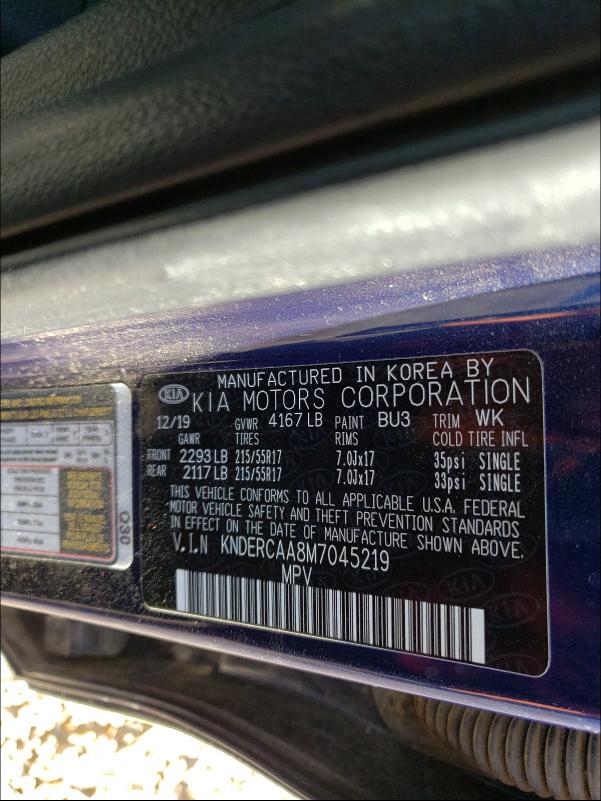 MANUFACTURED IN KOREA BY
KIA KIA MOTORS CORPORATION
12/19 GVWR 4167 LB PAINT BU3 TRIM WK
GAWR TIRES RIMS COLD TIRE INFL
FRONT 2293 LB 215/55R17 7.0Jx17 35psi SINGLE
REAR 2117 LB 215/55R17 7.0Jx17 33psi SINGLE
THIS VEHICLE CONFORMS TO ALL APPLICABLE U.S.A. FEDERAL
MOTOR VEHICLE SAFETY AND THEFT PREVENTION STANDARDS
IN EFFECT ON THE DATE OF MANUFACTURE SHOWN ABOVE.
V.I.N KNDERCAA8M7045219
MPV
Q30